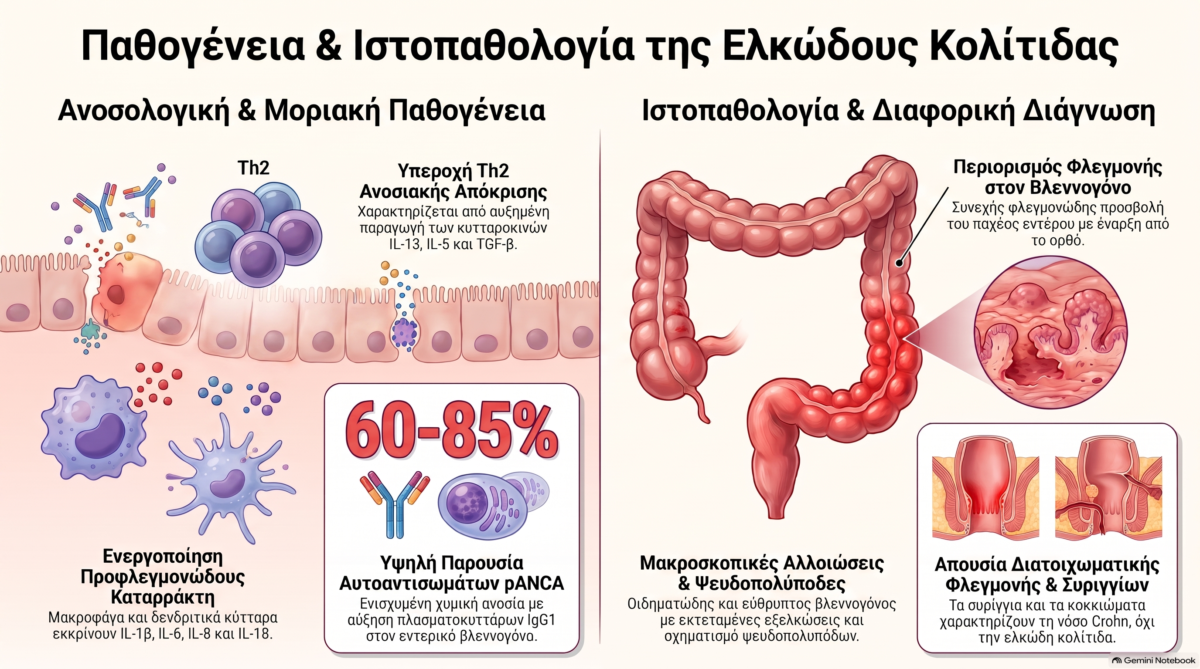 Παθογένεια & Ιστοπαθολογία της Ελκώδους Κολίτιδας
Ανοσολογική & Μοριακή Παθογένεια
Th2
Υπεροχή Th2
Ανοσιακής Απόκρισης
Χαρακτηρίζεται από αυξημένη
παραγωγή των κυτταροκινών
IL-13, IL-5 και TGF-β.
Ενεργοποίηση
Προφλεγμονώδους
Καταρράκτη
Μακροφάγα και δενδριτικά κύτταρα
εκκρίνουν IL-1β, IL-6, IL-8 και IL-18.
60-85%
Υψηλή Παρουσία
Αυτοαντισωμάτων pANCA
Ενισχυμένη χυμική ανοσία με
αύξηση πλασματοκυττάρων IgG1
στον εντερικό βλεννογόνο.
Ιστοπαθολογία & Διαφορική Διάγνωση
Περιορισμός Φλεγμονής
στον Βλεννογόνο
Συνεχής φλεγμονώδης προσβολή
του παχέος εντέρου με έναρξη από
το ορθό.
Μακροσκοπικές Αλλοιώσεις
& Ψευδοπολύποδες
Οιδηματώδης και εύθρυπτος βλεννογόνος
με εκτεταμένες εξελκώσεις και
σχηματισμό ψευδοπολυπόδων.
Απουσία Διατοιχωματικής
Φλεγμονής & Συριγγίων
Τα συρίγγια και τα κοκκιώματα
χαρακτηρίζουν τη νόσο Crohn, όχι
την ελκώδη κολίτιδα.
Gemini Notebook